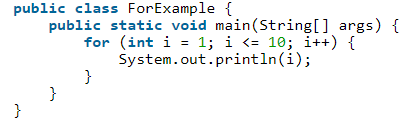 public class ForExample {
    public static void main(String[] args) {
        for (int i = 1; i <= 10; i++) {
            System.out.println(i);
        }
    }
}